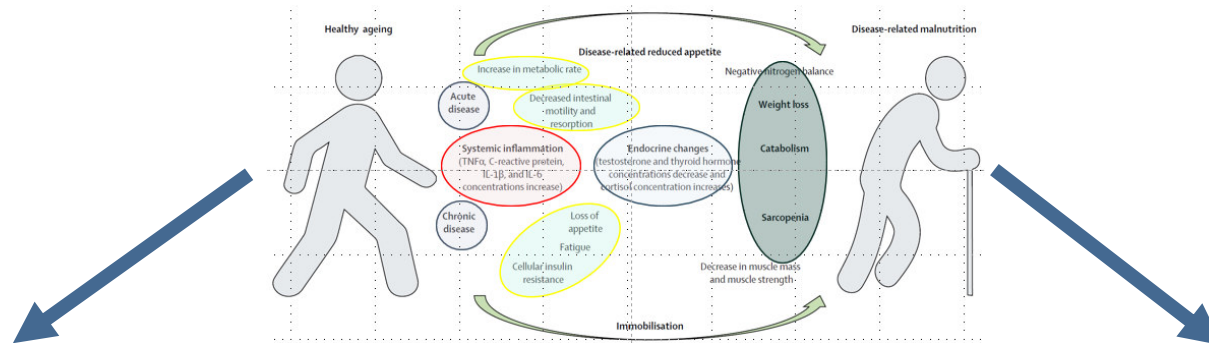 Healthy ageing
Disease-related malnutrition
Disease-related reduced appetite
Increase in metabolic rate
Negative nitrogen balance
Acute
disease
Decreased intestinal
motility and
resorption
Weight loss
Systemic inflammation
(TNFα, C-reactive pretein,
IL-1β, and IL-6
concentrations increase)
Endocrine changes
(testosterone and thyroid hormone
concentrations decrease and
cortisol concentration increases)
Catabolism
Chronic
disease
Loss of
appetite
Fatigue
Cellular insulin
resistance
Sarcopenia
Decrease in muscle mass
and muscle strength
Immobilisation